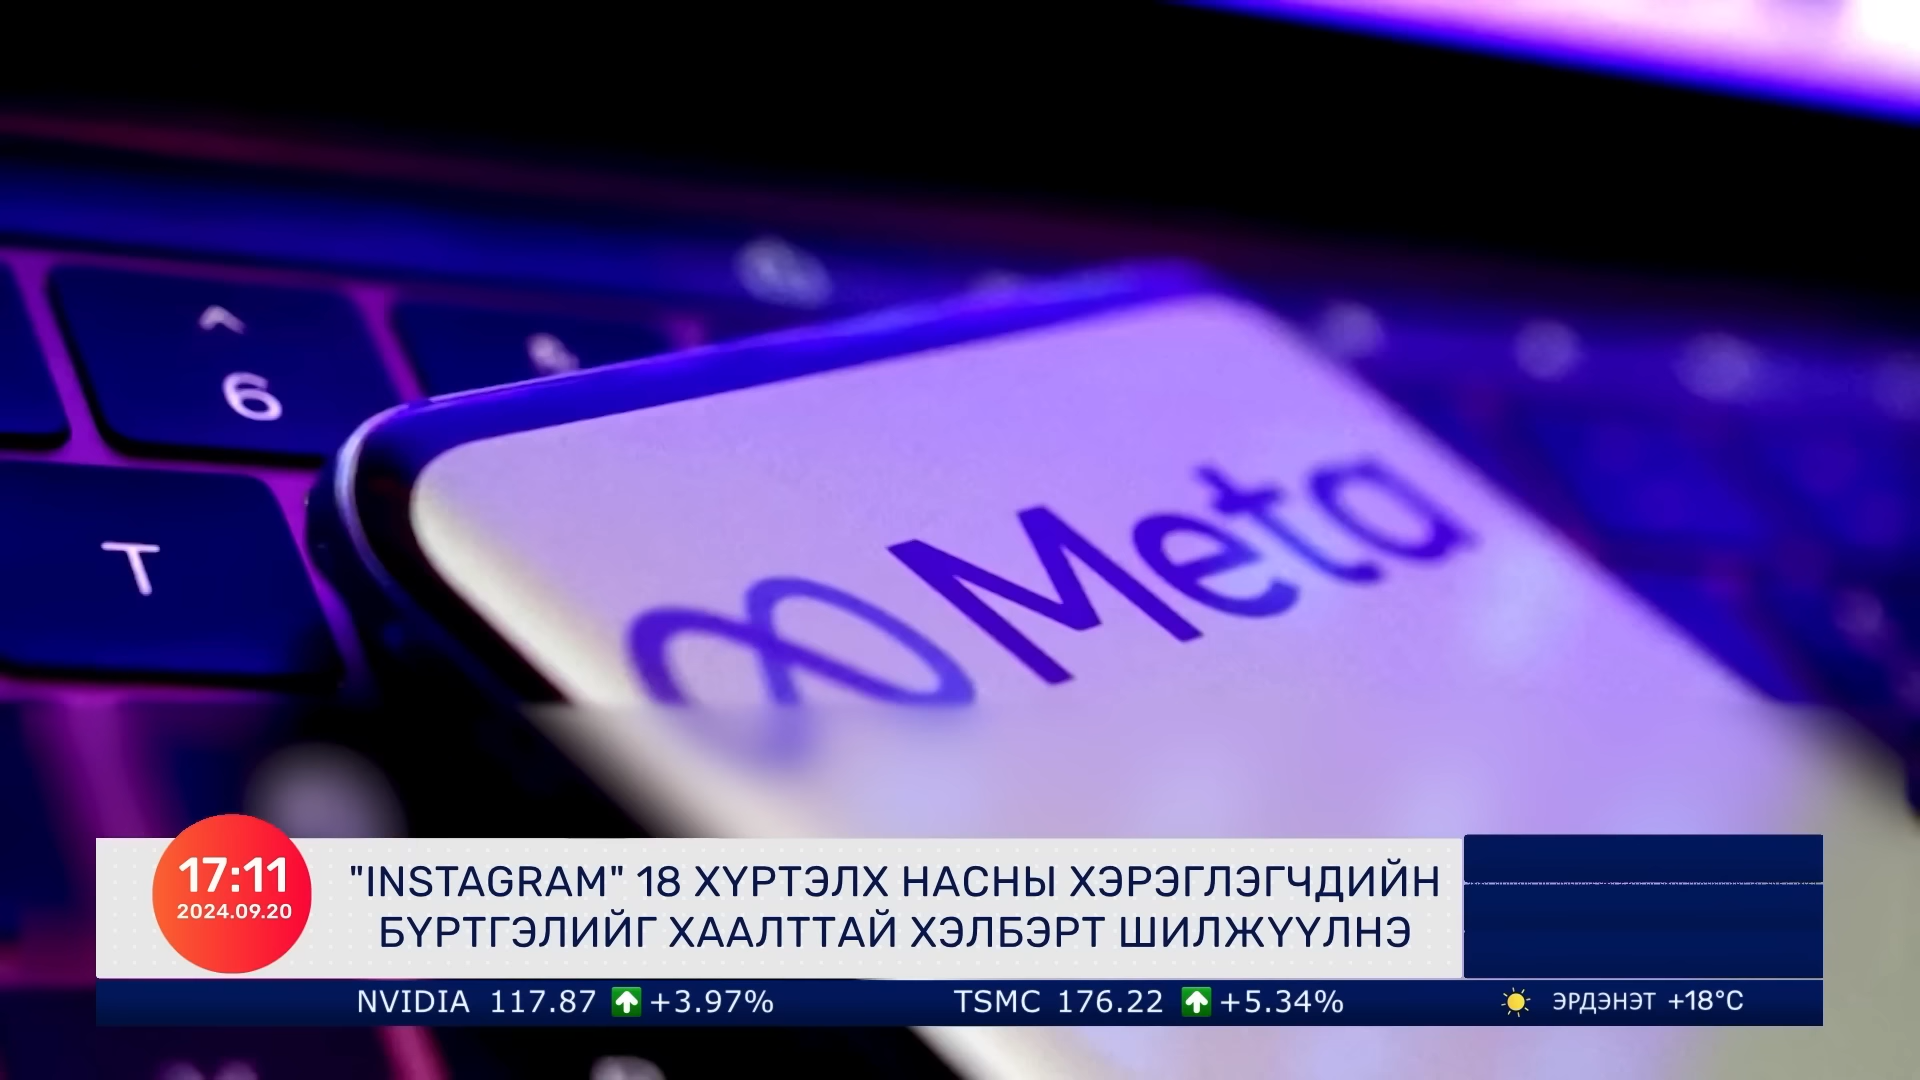 ^
6
T
Meta
17:11
2024.09.20
"INSTAGRAM" 18 ХҮРТЭЛХ НАСНЫ ХЭРЭГЛЭГЧДИЙН
БҮРТГЭЛИЙГ ХААЛТТАЙ ХЭЛБЭРТ ШИЛЖҮҮЛНЭ
NVIDIA 117.87 +3.97% TSMC 176.22 +5.34% ЭРДЭНЭТ +18°C